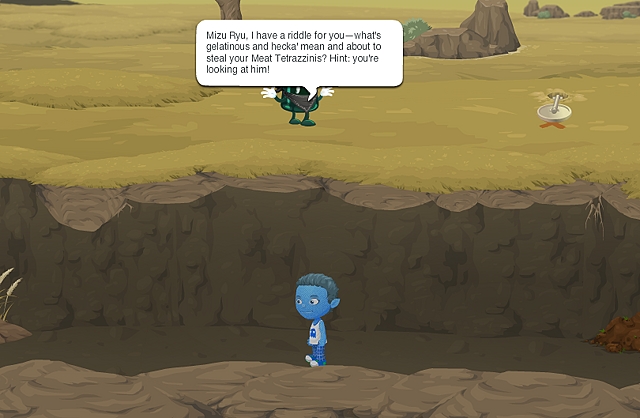 Mizu Ryu, I have a riddle for you—what's
gelatinous and hecka' mean and about to
steal your Meat Tetrazzinis? Hint: you're
looking at him!